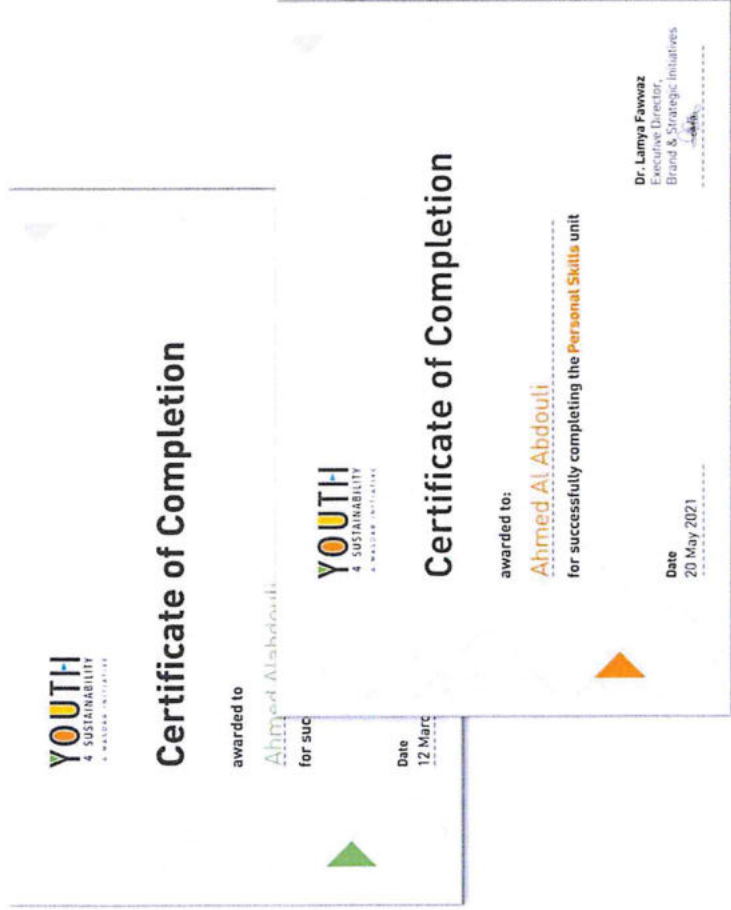 YOUTH
4 SUSTAINABILITY
A MASDAR INITIATIVE
Certificate of Completion
awarded to
Ahmed Alabdouli
for suc
Date
12 Marc
YOUTH
4 SUSTAINABILITY
A MASDAR INITIATIVE
Certificate of Completion
awarded to:
Ahmed Al Abdouli
for successfully completing the Personal Skills unit
Date
20 May 2021
Dr. Lamya Fawwaz
Executive Director,
Brand & Strategic Initiatives